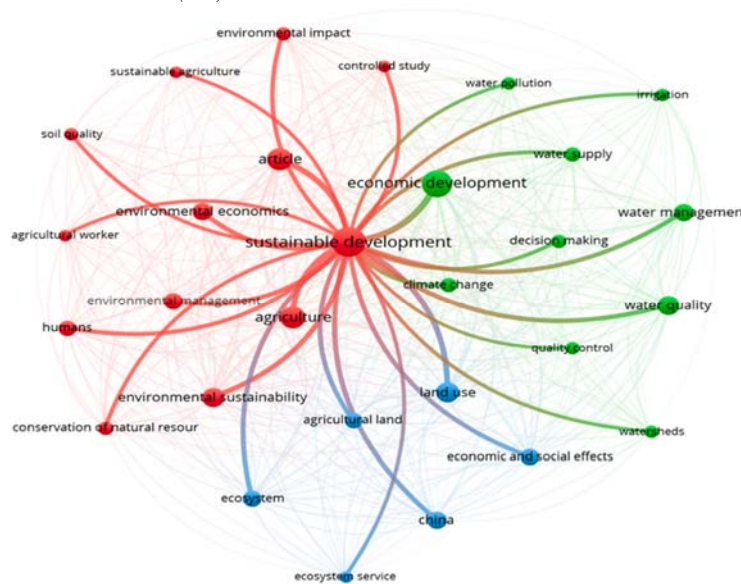 environmental impact
sustainable agriculture
controlled study
water pollution
irrigation
soil quality
article
water supply
economic development
environmental economics
water management
agricultural worker
sustainable development
decision making
climate change
environmental management
water quality
humans
agriculture
quality control
environmental sustainability
land use
conservation of natural resour
agricultural land
watersheds
economic and social effects
ecosystem
china
ecosystem service